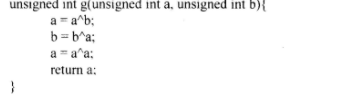 unsigned int g(unsigned int a, unsigned int b){
a = a^b;
b = b^a;
a = a^a;
return a;
}